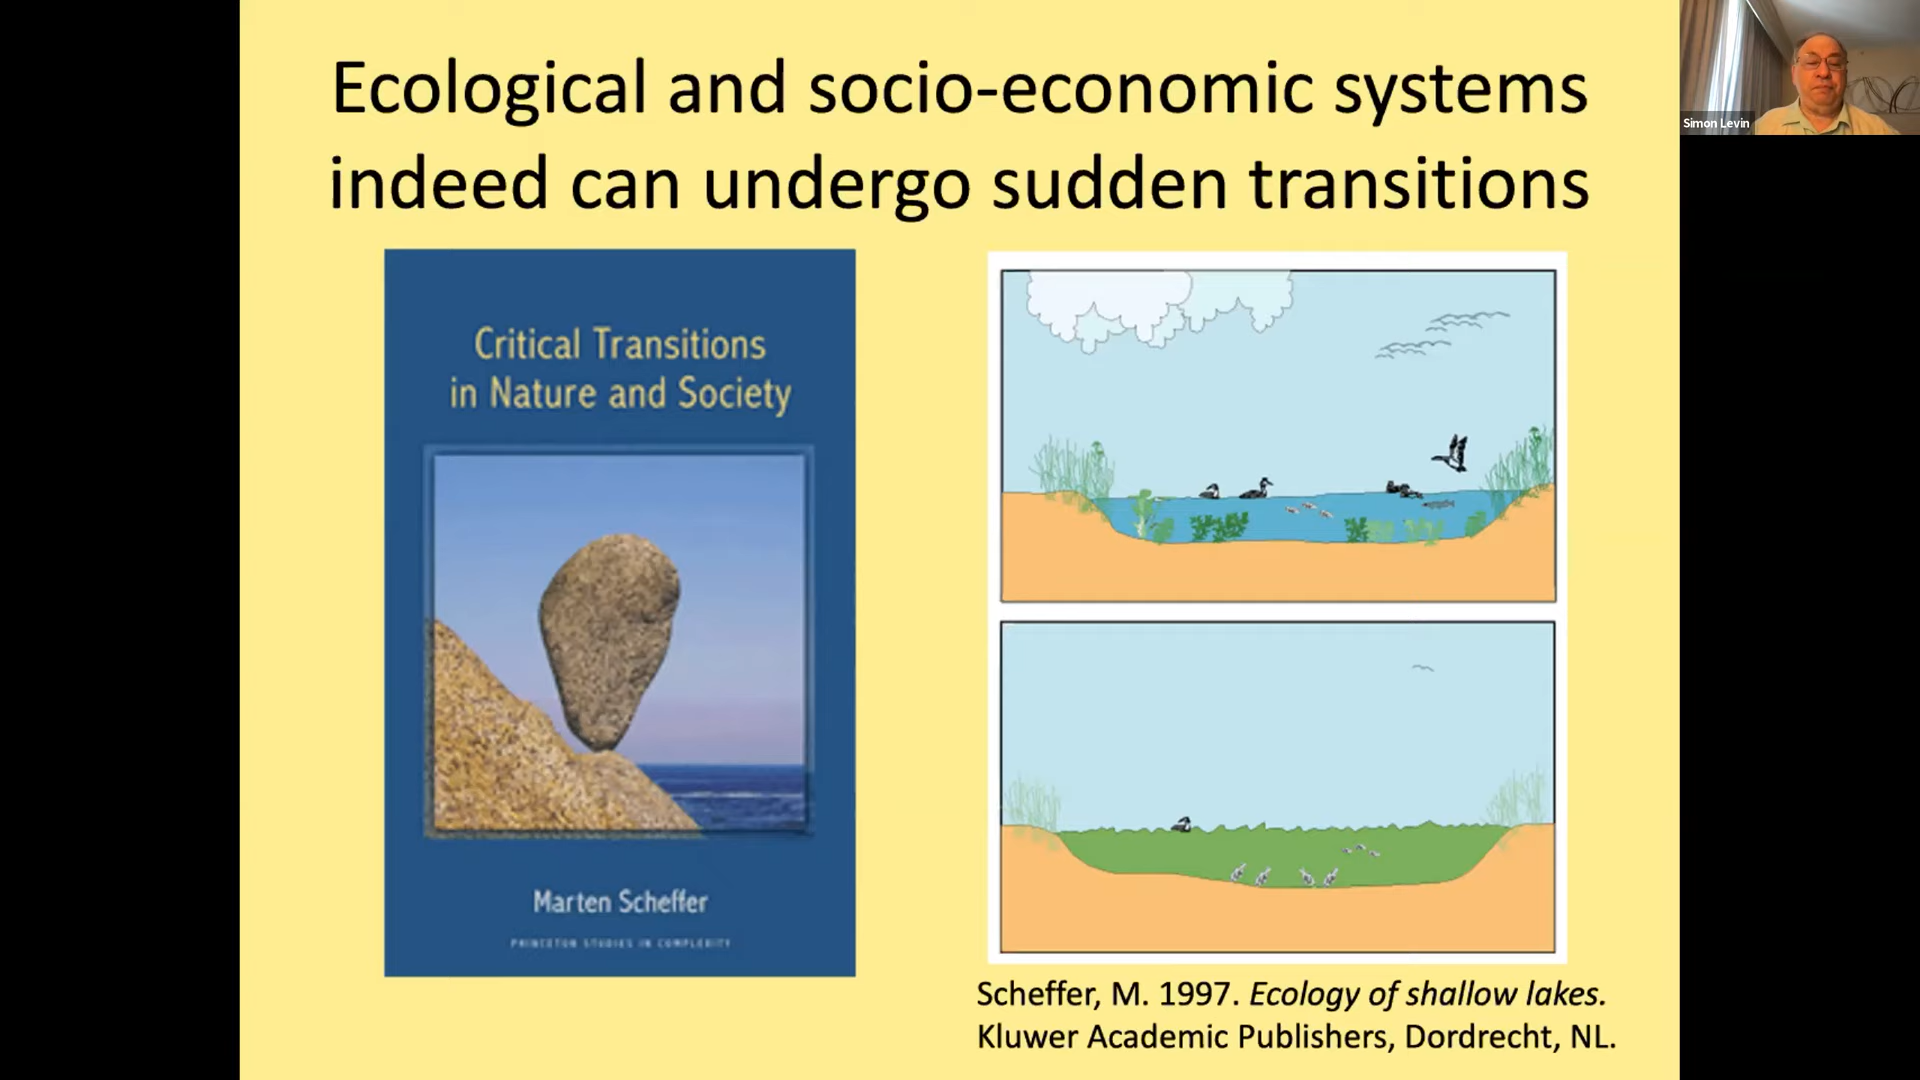 Ecological and socio-economic systems
indeed can undergo sudden transitions
Simon Levin
Critical Transitions
in Nature and Society
Marten Scheffer
PRINCETON STUDIES IN COMPLEXITY
Scheffer, M. 1997. Ecology of shallow lakes.
Kluwer Academic Publishers, Dordrecht, NL.